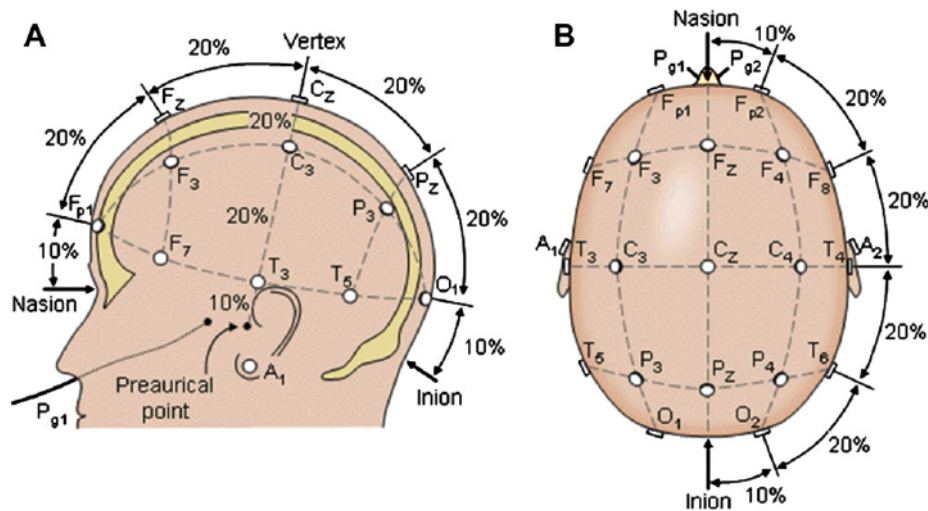 A
Vertex
20%
20%
Cz
Fz
20%
20%
20%
F3
C3
Pz
Fp1
P3
20%
20%
10%
F7
T3
T5
O1
Nasion
10%
10%
Preaurical
point
A1
Inion
Pg1
B
Nasion
10%
Pg1
Pg2
Fp1
Fp2
20%
F7
F3
Fz
F4
F8
20%
A1
T3
C3
Cz
C4
T4
A2
20%
T5
P3
Pz
P4
T6
O1
O2
20%
Inion
10%